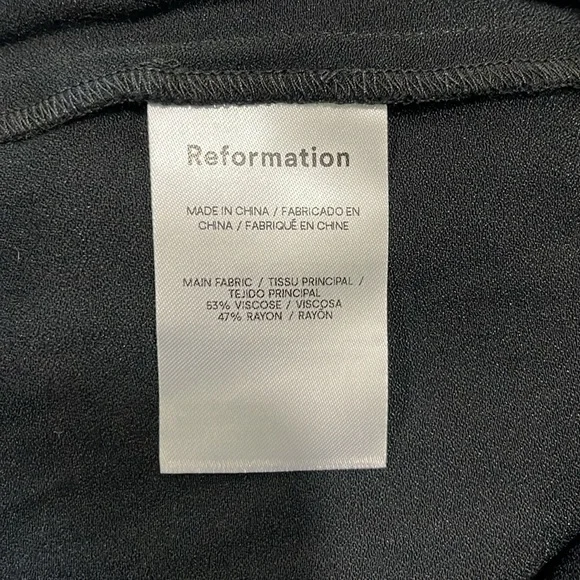 Reformation
MADE IN CHINA / FABRICADO EN
CHINA / FABRIQUÉ EN CHINE
MAIN FABRIC / TISSU PRINCIPAL /
TEJIDO PRINCIPAL
53% VISCOSE / VISCOSA
47% RAYON / RAYÓN